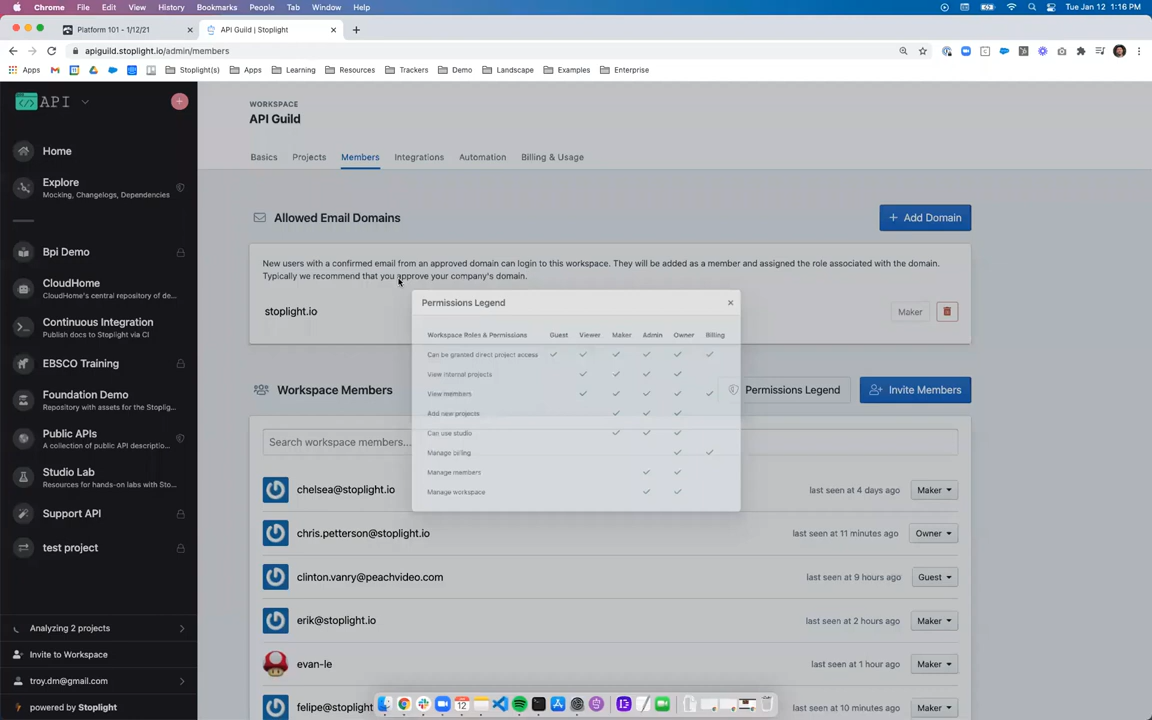 Chrome File Edit View History Bookmarks People Tab Window Help Tue Jan 12 1:16 PM
Platform 101 - 1/12/21 API Guild | Stoplight
apiguild.stoplight.io/admin/members
Apps Stoplight(s) Apps Learning Resources Trackers Demo Landscape Examples Enterprise
API
Home
Explore
Mocking, Changelogs, Dependencies
Bpi Demo
CloudHome
CloudHome's central repository of de...
Continuous Integration
Publish docs to Stoplight via CI
EBSCO Training
Foundation Demo
Repository with assets for the Stoplig...
Public APIs
A collection of public API descriptio...
Studio Lab
Resources for hands-on labs with Sto...
Support API
test project
Analyzing 2 projects
Invite to Workspace
troy.dm@gmail.com
powered by Stoplight
WORKSPACE
API Guild
Basics Projects Members Integrations Automation Billing & Usage
Allowed Email Domains + Add Domain
New users with a confirmed email from an approved domain can login to this workspace. They will be added as a member and assigned the role associated with the domain.
Typically we recommend that you approve your company's domain.
stoplight.io Maker
Permissions Legend ×
Workspace Roles & Permissions Guest Viewer Maker Admin Owner Billing
Can be granted direct project access ✓ ✓ ✓ ✓ ✓ ✓
View internal projects ✓ ✓ ✓ ✓
View members ✓ ✓ ✓ ✓ ✓
Add new projects ✓ ✓ ✓
Can use studio ✓ ✓ ✓
Manage billing ✓ ✓
Manage members ✓ ✓
Manage workspace ✓ ✓
Workspace Members Permissions Legend Invite Members
Search workspace members...
chelsea@stoplight.io last seen at 4 days ago Maker
chris.petterson@stoplight.io last seen at 11 minutes ago Owner
clinton.vanry@peachvideo.com last seen at 9 hours ago Guest
erik@stoplight.io last seen at 2 hours ago Maker
evan-le last seen at 1 hour ago Maker
felipe@stoplight last seen at 10 minutes ago Maker
12